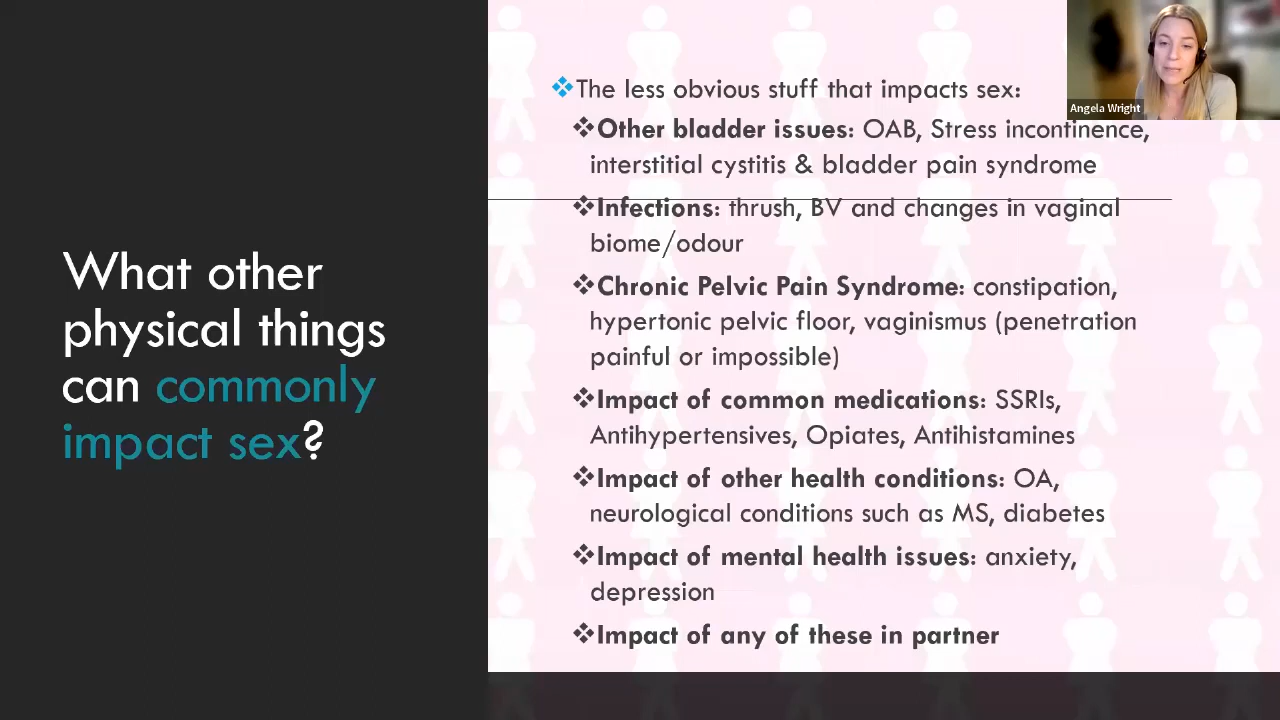 What other
physical things
can commonly
impact sex?
❖The less obvious stuff that impacts sex:
❖Other bladder issues: OAB, Stress incontinence,
interstitial cystitis & bladder pain syndrome
❖Infections: thrush, BV and changes in vaginal
biome/odour
❖Chronic Pelvic Pain Syndrome: constipation,
hypertonic pelvic floor, vaginismus (penetration
painful or impossible)
❖Impact of common medications: SSRIs,
Antihypertensives, Opiates, Antihistamines
❖Impact of other health conditions: OA,
neurological conditions such as MS, diabetes
❖Impact of mental health issues: anxiety,
depression
❖Impact of any of these in partner
Angela Wright